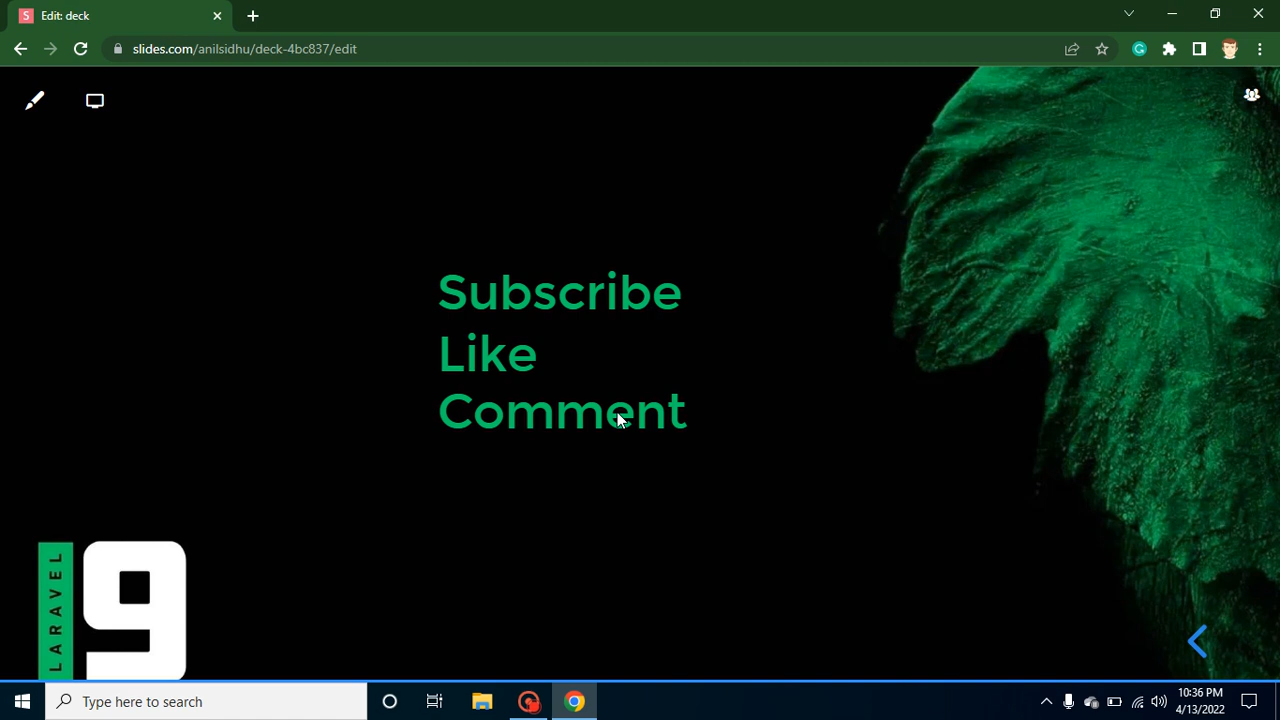 Edit: deck
slides.com/anilsidhu/deck-4bc837/edit
Subscribe
Like
Comment
LARAVEL
9
Type here to search
10:36 PM
4/13/2022